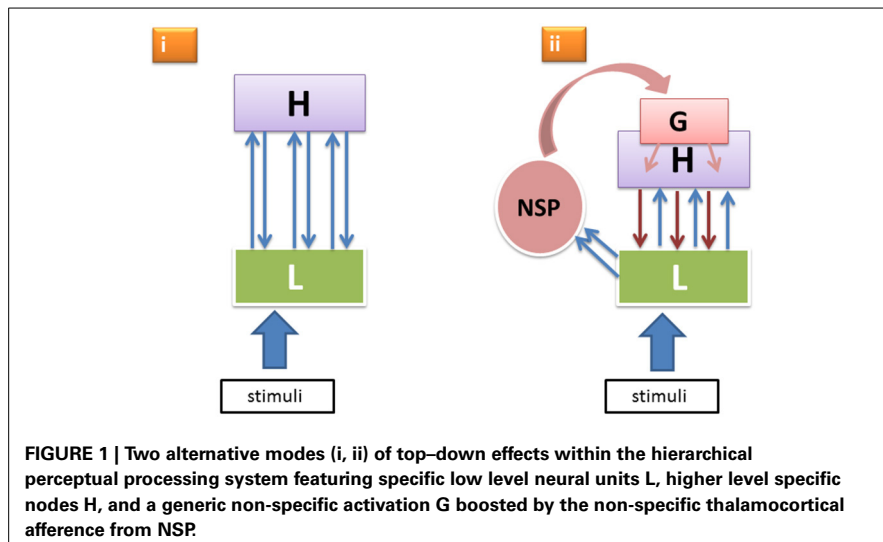 i
ii
H
G
H
NSP
L
L
stimuli
stimuli
FIGURE 1 | Two alternative modes (i, ii) of top–down effects within the hierarchical
perceptual processing system featuring specific low level neural units L, higher level specific
nodes H, and a generic non-specific activation G boosted by the non-specific thalamocortical
afference from NSP.